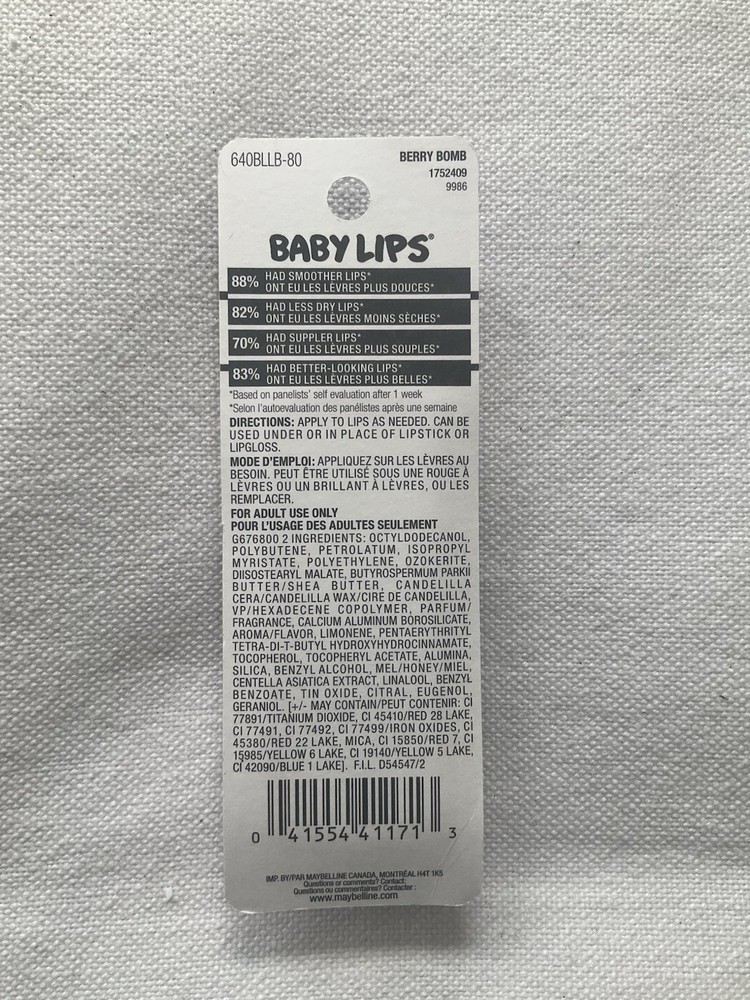 640BLLB-80
BERRY BOMB
1752409
9986
BABY LIPS®
88% HAD SMOOTHER LIPS*
ONT EU LES LÈVRES PLUS DOUCES*
82% HAD LESS DRY LIPS*
ONT EU LES LÈVRES MOINS SÈCHES*
70% HAD SUPPLER LIPS*
ONT EU LES LÈVRES PLUS SOUPLES*
83% HAD BETTER-LOOKING LIPS*
ONT EU LES LÈVRES PLUS BELLES*
*Based on panelists' self evaluation after 1 week
*Selon l'autoevaluation des panélistes après une semaine
DIRECTIONS: APPLY TO LIPS AS NEEDED. CAN BE
USED UNDER OR IN PLACE OF LIPSTICK OR
LIPGLOSS.
MODE D'EMPLOI: APPLIQUEZ SUR LES LÈVRES AU
BESOIN. PEUT ÊTRE UTILISÉ SOUS UNE ROUGE À
LÈVRES OU UN BRILLANT À LÈVRES, OU LES
REMPLACER.
FOR ADULT USE ONLY
POUR L'USAGE DES ADULTES SEULEMENT
G676800 2 INGREDIENTS: OCTYLDODECANOL,
POLYBUTENE, PETROLATUM, ISOPROPYL
MYRISTATE, POLYETHYLENE, OZOKERITE,
DIISOSTEARYL MALATE, BUTYROSPERMUM PARKII
BUTTER/SHEA BUTTER, CANDELILLA
CERA/CANDELILLA WAX/CIRE DE CANDELILLA,
VP/HEXADECENE COPOLYMER, PARFUM/
FRAGRANCE, CALCIUM ALUMINUM BOROSILICATE,
AROMA/FLAVOR, LIMONENE, PENTAERYTHRITYL
TETRA-DI-T-BUTYL HYDROXYHYDROCINNAMATE,
TOCOPHEROL, TOCOPHERYL ACETATE, ALUMINA,
SILICA, BENZYL ALCOHOL, MEL/HONEY/MIEL,
CENTELLA ASIATICA EXTRACT, LINALOOL, BENZYL
BENZOATE, TIN OXIDE, CITRAL, EUGENOL,
GERANIOL. [+/- MAY CONTAIN/PEUT CONTENIR: CI
77891/TITANIUM DIOXIDE, CI 45410/RED 28 LAKE,
CI 77491, CI 77492, CI 77499/IRON OXIDES, CI
45380/RED 22 LAKE, MICA, CI 15850/RED 7, CI
15985/YELLOW 6 LAKE, CI 19140/YELLOW 5 LAKE,
CI 42090/BLUE 1 LAKE]. F.I.L. D54547/2
0 41554 41171 3
IMP. BY/PAR MAYBELLINE CANADA, MONTRÉAL H4T 1K5
Questions or comments? Contact:
Questions ou commentaires? Contacter :
www.maybelline.com